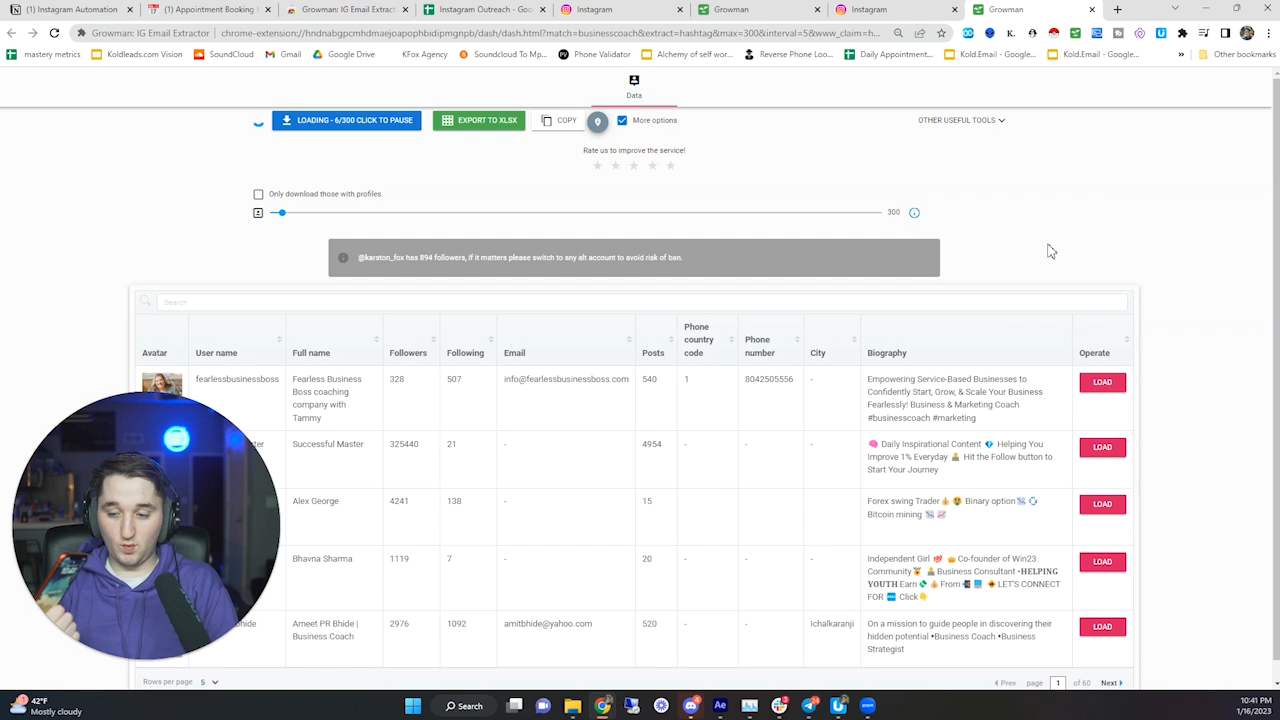 (1) Instagram Automation
(1) Appointment Booking
Growman: IG Email Extract
Instagram Outreach - Goo
Instagram
Growman
Instagram
Growman
Growman: IG Email Extractor
chrome-extension://hndnabgpcmhdmaejoapophbidipmgnpb/dash/dash.html?match=businesscoach&extract=hashtag&max=300&interval=5&www_claim=h...
mastery metrics
Koldleads.com
SoundCloud
Gmail
Google Drive
KFox Agency
Soundcloud To Mp...
Phone Validator
Alchemy of self wor...
Reverse Phone Loo...
Daily Appointment...
Kold.Email - Google...
Kold.Email - Google...
Other bookmarks
Data
LOADING - 6/300 CLICK TO PAUSE
EXPORT TO XLSX
COPY
More options
OTHER USEFUL TOOLS
Rate us to improve the service!
Only download those with profiles.
300
@karston_fox has 894 followers, if it matters please switch to any alt account to avoid risk of ban.
Search
Avatar
User name
Full name
Followers
Following
Email
Posts
Phone
country
code
Phone
number
City
Biography
Operate
fearlessbusinessboss
Fearless Business
Boss coaching
company with
Tammy
328
507
info@fearlessbusinessboss.com
540
1
8042505556
-
Empowering Service-Based Businesses to
Confidently Start, Grow, & Scale Your Business
Fearlessly! Business & Marketing Coach
#businesscoach #marketing
LOAD
Successful Master
325440
21
-
4954
-
-
-
🧠 Daily Inspirational Content 💎 Helping You
Improve 1% Everyday Hit the Follow button to
Start Your Journey
LOAD
Alex George
4241
138
-
15
-
Forex swing Trader👍 🤑 Binary option
Bitcoin mining
LOAD
Bhavna Sharma
1119
7
-
20
-
-
-
Independent Girl 💯 👑 Co-founder of Win23
Community Business Consultant •𝐇𝐄𝐋𝐏𝐈𝐍𝐆
𝐘𝐎𝐔𝐓𝐇 Earn 💸 👍 From LET'S CONNECT
FOR Click👇
LOAD
hide
Ameet PR Bhide |
Business Coach
2976
1092
amitbhide@yahoo.com
520
-
-
Ichalkaranji
On a mission to guide people in discovering their
hidden potential •Business Coach •Business
Strategist
LOAD
Rows per page 5
Prev page 1 of 60 Next
42°F
Mostly cloudy
Search
10:41 PM
1/16/2023